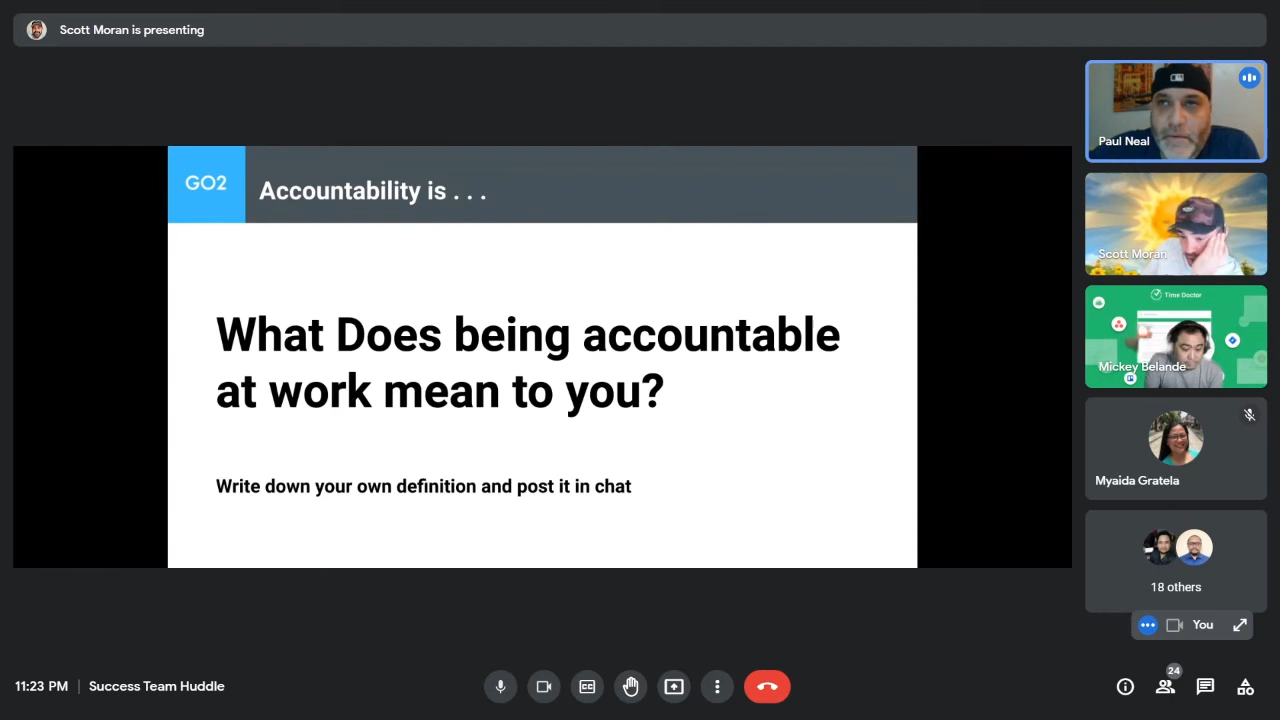 Scott Moran is presenting
GO2
Accountability is . . .
What Does being accountable
at work mean to you?
Write down your own definition and post it in chat
Paul Neal
Scott Moran
Time Doctor
Mickey Belande
Myaida Gratela
18 others
You
11:23 PM | Success Team Huddle
24